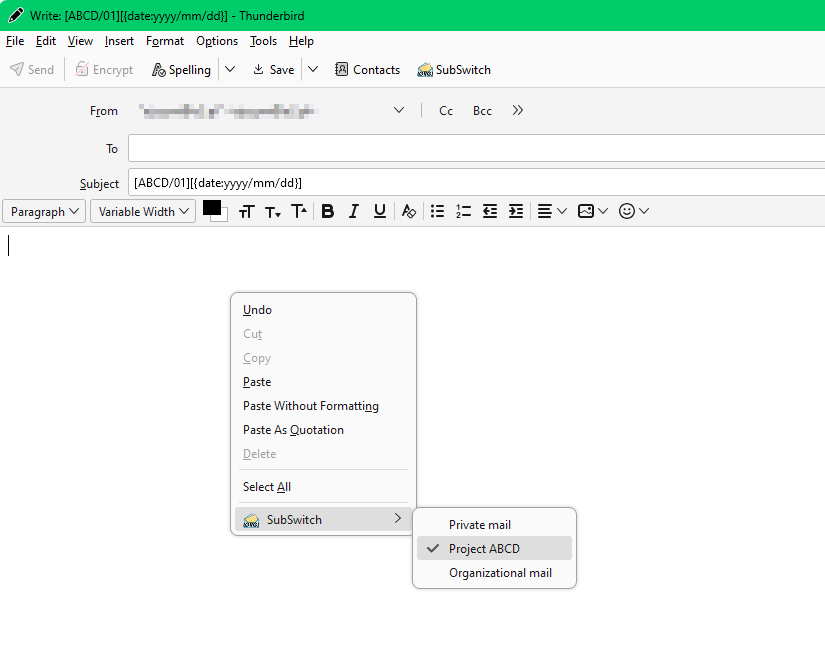 Write: [ABCD/01][{date:yyyy/mm/dd}] - Thunderbird
File Edit View Insert Format Options Tools Help
Send Encrypt Spelling Save Contacts SubSwitch
From Cc Bcc
To
Subject [ABCD/01][{date:yyyy/mm/dd}]
Paragraph Variable Width
Undo
Cut
Copy
Paste
Paste Without Formatting
Paste As Quotation
Delete
Select All
SubSwitch
Private mail
Project ABCD
Organizational mail